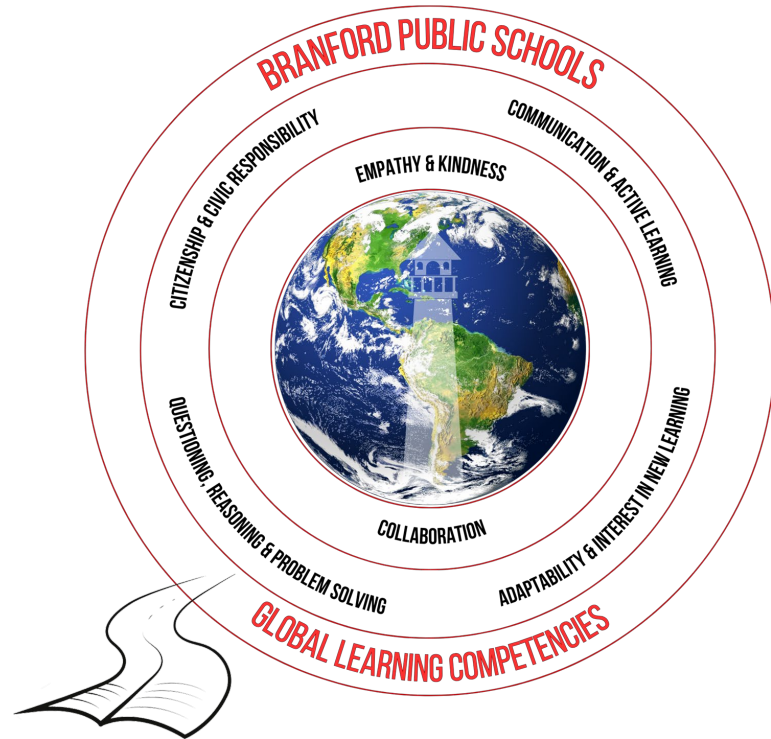 BRANFORD PUBLIC SCHOOLS
CITIZENSHIP & CIVIC RESPONSIBILITY
COMMUNICATION & ACTIVE LEARNING
EMPATHY & KINDNESS
COLLABORATION
QUESTIONING, REASONING & PROBLEM SOLVING
ADAPTABILITY & INTEREST IN NEW LEARNING
GLOBAL LEARNING COMPETENCIES